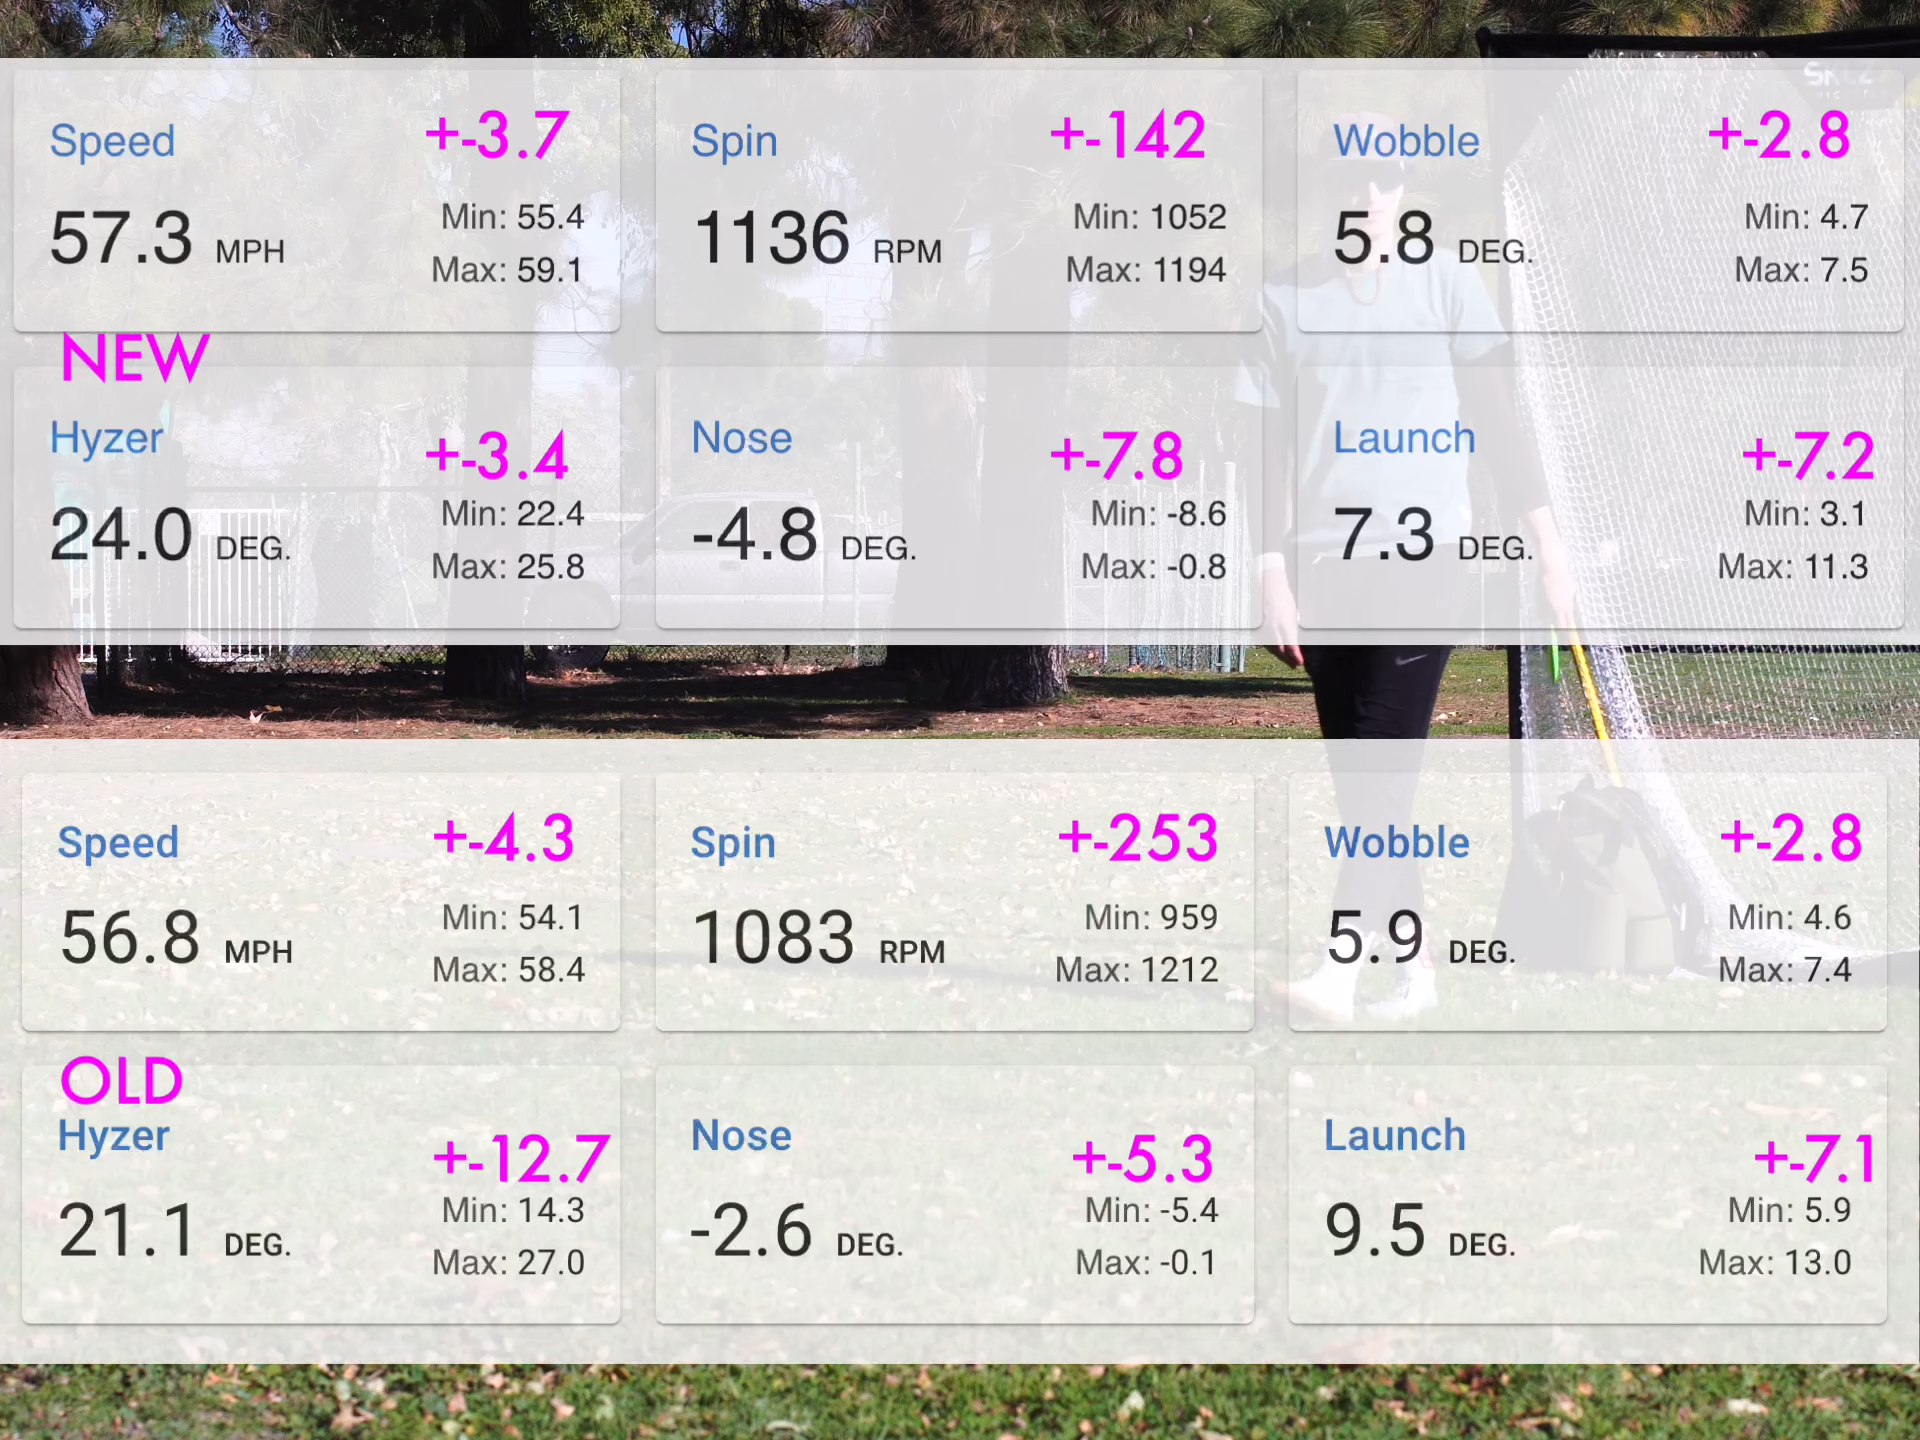 Speed +-3.7
57.3 MPH
Min: 55.4
Max: 59.1
Spin +-142
1136 RPM
Min: 1052
Max: 1194
Wobble +-2.8
5.8 DEG.
Min: 4.7
Max: 7.5
NEW
Hyzer +-3.4
24.0 DEG.
Min: 22.4
Max: 25.8
Nose +-7.8
-4.8 DEG.
Min: -8.6
Max: -0.8
Launch +-7.2
7.3 DEG.
Min: 3.1
Max: 11.3
Speed +-4.3
56.8 MPH
Min: 54.1
Max: 58.4
Spin +-253
1083 RPM
Min: 959
Max: 1212
Wobble +-2.8
5.9 DEG.
Min: 4.6
Max: 7.4
OLD
Hyzer +-12.7
21.1 DEG.
Min: 14.3
Max: 27.0
Nose +-5.3
-2.6 DEG.
Min: -5.4
Max: -0.1
Launch +-7.1
9.5 DEG.
Min: 5.9
Max: 13.0